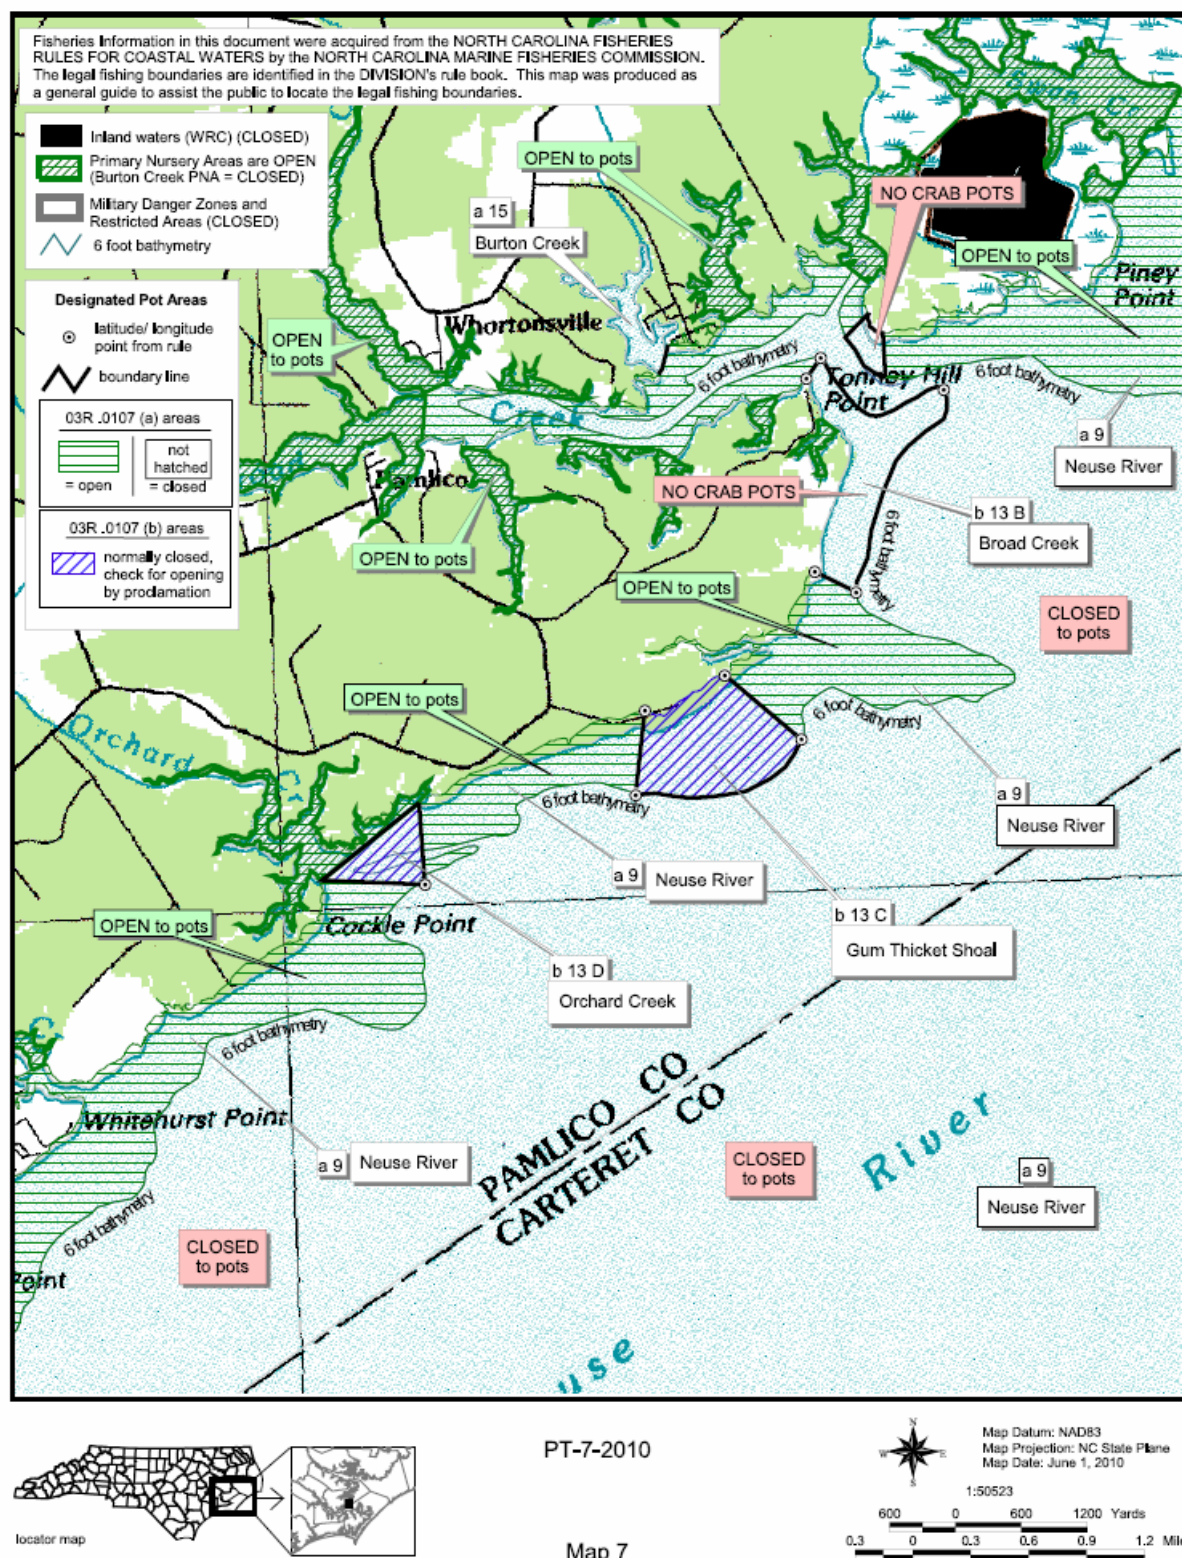 Fisheries Information in this document were acquired from the NORTH CAROLINA FISHERIES
RULES FOR COASTAL WATERS by the NORTH CAROLINA MARINE FISHERIES COMMISSION.
The legal fishing boundaries are identified in the DIVISION's rule book. This map was produced as
a general guide to assist the public to locate the legal fishing boundaries.
Inland waters (WRC) (CLOSED)
Primary Nursery Areas are OPEN
(Burton Creek PNA = CLOSED)
Military Danger Zones and
Restricted Areas (CLOSED)
6 foot bathymetry
Designated Pot Areas
latitude/ longitude
point from rule
boundary line
03R .0107 (a) areas
not
hatched
= open
= closed
03R .0107 (b) areas
normally closed,
check for opening
by proclamation
Swan Cr
OPEN to pots
NO CRAB POTS
a 15
Burton Creek
OPEN to pots
Piney
Point
Whortonsville
OPEN
to pots
6 foot bathymetry
Tonney Hill
Point
6 foot bathymetry
Creek
a 9
Neuse River
Pamlico
NO CRAB POTS
b 13 B
Broad Creek
6 foot bathymetry
OPEN to pots
OPEN to pots
CLOSED
to pots
OPEN to pots
6 foot bathymetry
Orchard Cr
6 foot bathymetry
a 9
Neuse River
a 9
Neuse River
OPEN to pots
Cockle Point
b 13 C
Gum Thicket Shoal
b 13 D
Orchard Creek
Cr
6 foot bathymetry
Whitehurst Point
PAMLICO CO
CARTERET CO
a 9
Neuse River
CLOSED
to pots
River
a 9
Neuse River
6 foot bathymetry
CLOSED
to pots
Point
use
PT-7-2010
Map 7
locator map
N
W
E
S
Map Datum: NAD83
Map Projection: NC State Plane
Map Date: June 1, 2010
1:50523
600 0 600 1200 Yards
0.3 0 0.3 0.6 0.9 1.2 Mile